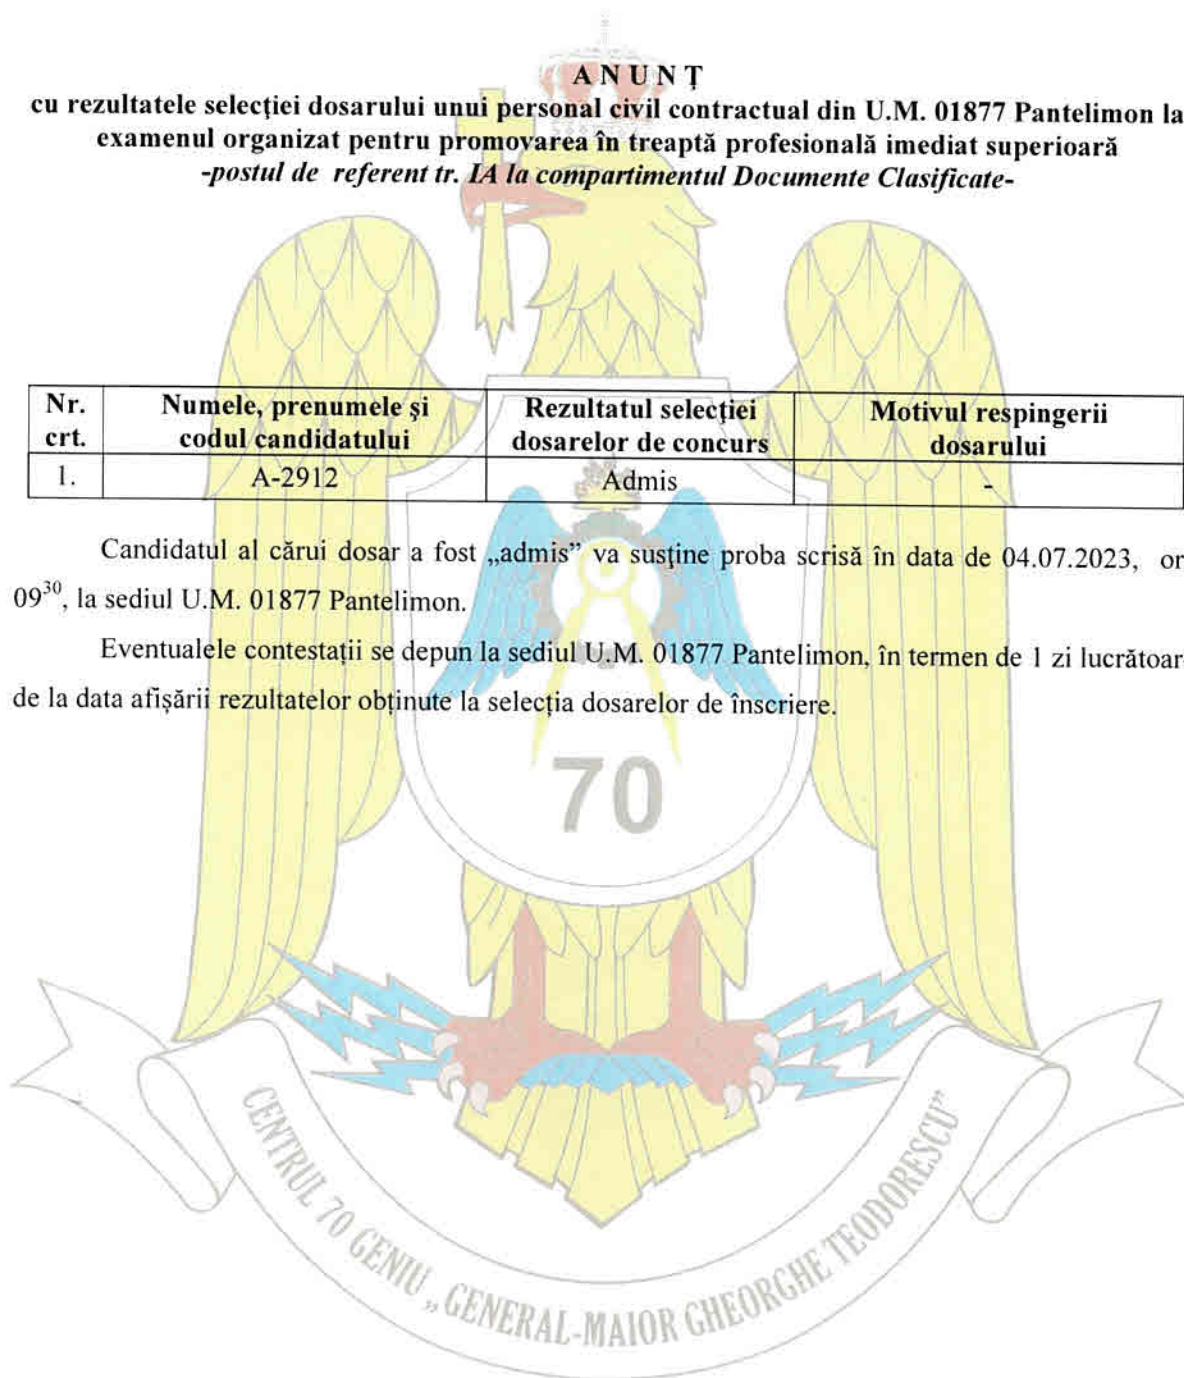 A N U N Ț
cu rezultatele selecției dosarului unui personal civil contractual din U.M. 01877 Pantelimon la
examenul organizat pentru promovarea în treaptă profesională imediat superioară
-postul de referent tr. IA la compartimentul Documente Clasificate-
Nr. crt. Numele, prenumele și codul candidatului Rezultatul selecției dosarelor de concurs Motivul respingerii dosarului
1. A-2912 Admis -
Candidatul al cărui dosar a fost „admis” va susține proba scrisă în data de 04.07.2023, or
09³⁰, la sediul U.M. 01877 Pantelimon.
Eventualele contestații se depun la sediul U.M. 01877 Pantelimon, în termen de 1 zi lucrătoar
de la data afișării rezultatelor obținute la selecția dosarelor de înscriere.
70
CENTRUL 70 GENIU „GENERAL-MAIOR GHEORGHE TEODORESCU”